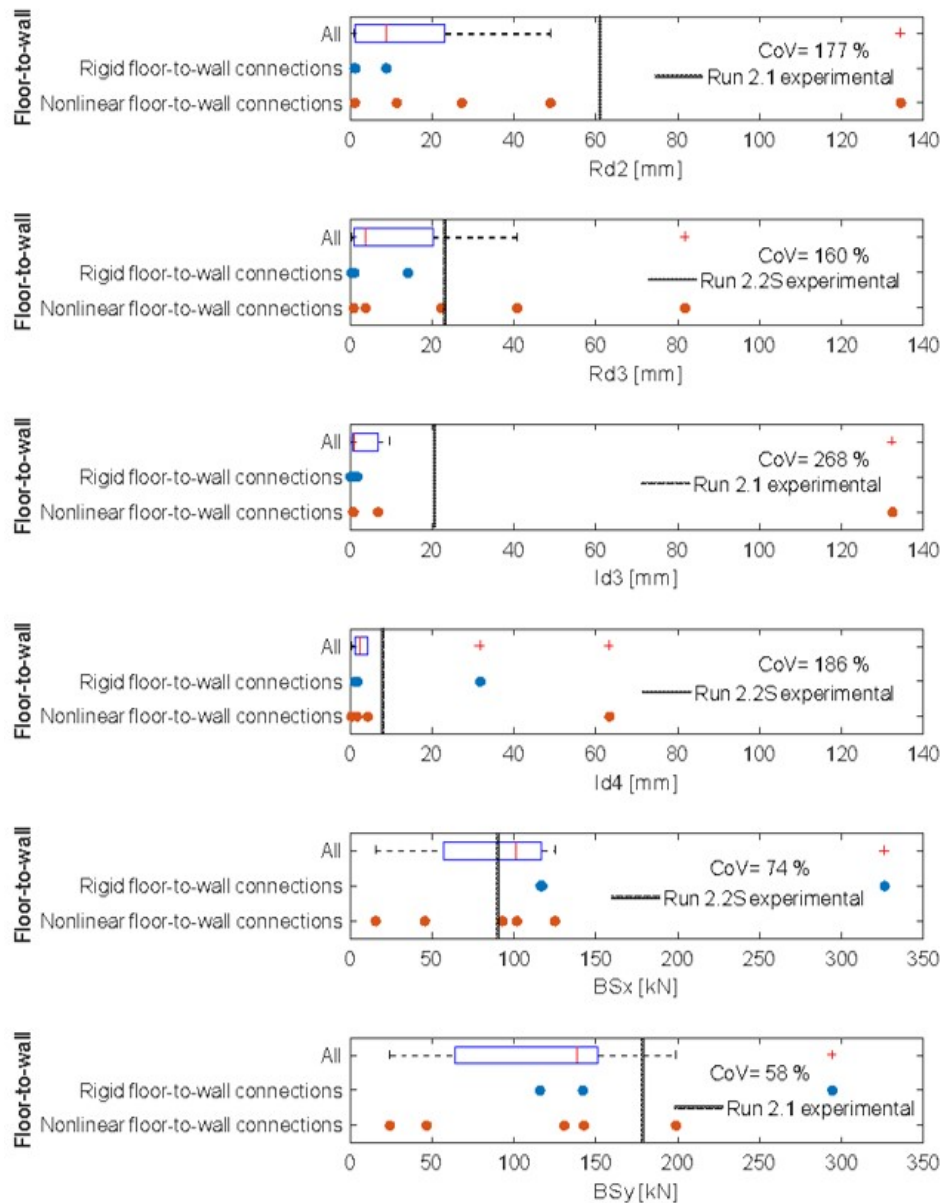 Floor-to-wall
All
CoV= 177 %
Rigid floor-to-wall connections
Run 2.1 experimental
Nonlinear floor-to-wall connections
0 20 40 60 80 100 120 140
Rd2 [mm]
Floor-to-wall
All
CoV= 160 %
Rigid floor-to-wall connections
Run 2.2S experimental
Nonlinear floor-to-wall connections
0 20 40 60 80 100 120 140
Rd3 [mm]
Floor-to-wall
All
CoV= 268 %
Rigid floor-to-wall connections
Run 2.1 experimental
Nonlinear floor-to-wall connections
0 20 40 60 80 100 120 140
Id3 [mm]
Floor-to-wall
All
CoV= 186 %
Rigid floor-to-wall connections
Run 2.2S experimental
Nonlinear floor-to-wall connections
0 20 40 60 80 100 120 140
Id4 [mm]
Floor-to-wall
All
CoV= 74 %
Rigid floor-to-wall connections
Run 2.2S experimental
Nonlinear floor-to-wall connections
0 50 100 150 200 250 300 350
BSx [kN]
Floor-to-wall
All
CoV= 58 %
Rigid floor-to-wall connections
Run 2.1 experimental
Nonlinear floor-to-wall connections
0 50 100 150 200 250 300 350
BSy [kN]